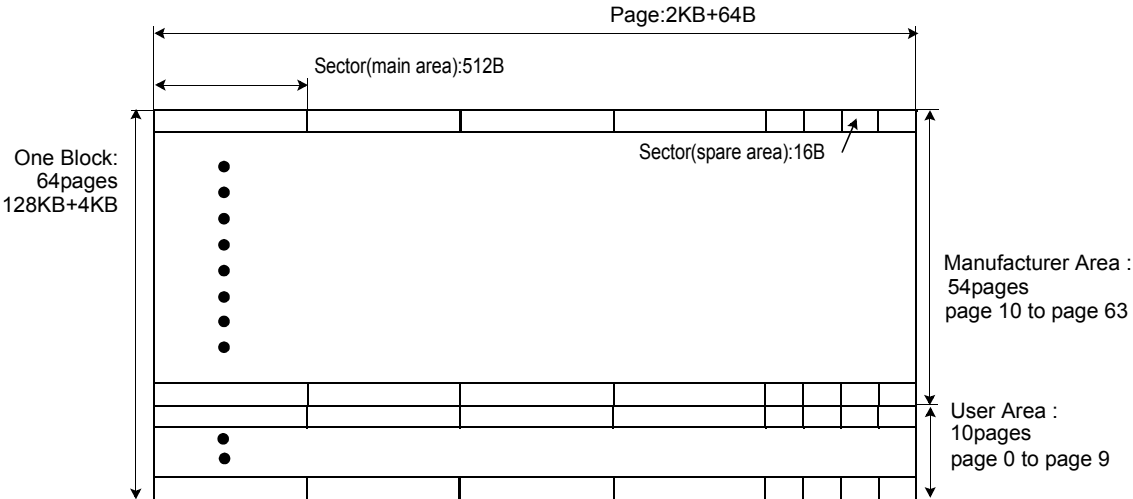 Page:2KB+64B
Sector(main area):512B
Sector(spare area):16B
One Block:
64pages
128KB+4KB
Manufacturer Area :
54pages
page 10 to page 63
User Area :
10pages
page 0 to page 9